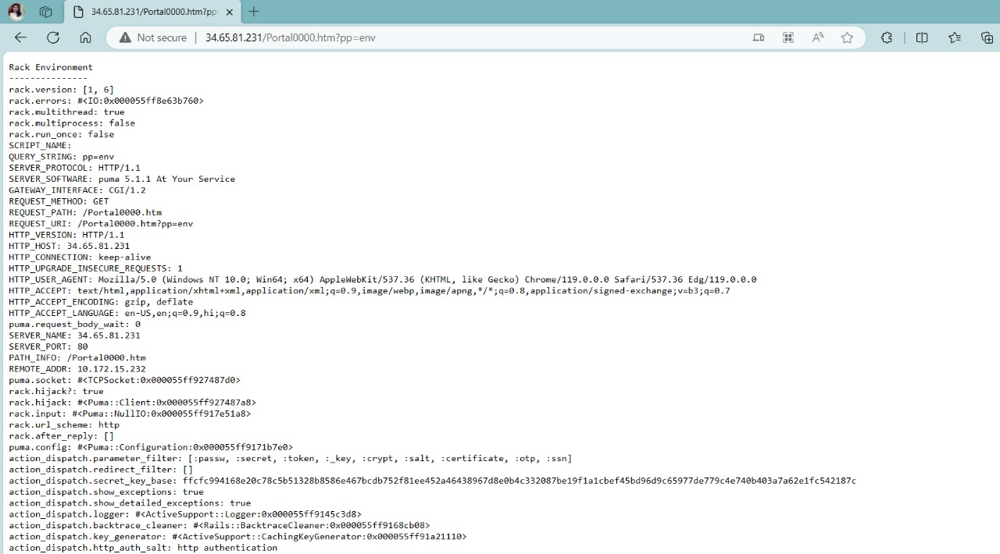 34.65.81.231/Portal0000.htm?pp
Not secure
34.65.81.231/Portal0000.htm?pp=env
Rack Environment
---------------
rack.version: [1, 6]
rack.errors: #<IO:0x000055ff8e63b760>
rack.multithread: true
rack.multiprocess: false
rack.run_once: false
SCRIPT_NAME:
QUERY_STRING: pp=env
SERVER_PROTOCOL: HTTP/1.1
SERVER_SOFTWARE: puma 5.1.1 At Your Service
GATEWAY_INTERFACE: CGI/1.2
REQUEST_METHOD: GET
REQUEST_PATH: /Portal0000.htm
REQUEST_URI: /Portal0000.htm?pp=env
HTTP_VERSION: HTTP/1.1
HTTP_HOST: 34.65.81.231
HTTP_CONNECTION: keep-alive
HTTP_UPGRADE_INSECURE_REQUESTS: 1
HTTP_USER_AGENT: Mozilla/5.0 (Windows NT 10.0; Win64; x64) AppleWebKit/537.36 (KHTML, like Gecko) Chrome/119.0.0.0 Safari/537.36 Edg/119.0.0.0
HTTP_ACCEPT: text/html,application/xhtml+xml,application/xml;q=0.9,image/webp,image/apng,*/*;q=0.8,application/signed-exchange;v=b3;q=0.7
HTTP_ACCEPT_ENCODING: gzip, deflate
HTTP_ACCEPT_LANGUAGE: en-US,en;q=0.9,hi;q=0.8
puma.request_body_wait: 0
SERVER_NAME: 34.65.81.231
SERVER_PORT: 80
PATH_INFO: /Portal0000.htm
REMOTE_ADDR: 10.172.15.232
puma.socket: #<TCPSocket:0x000055ff927487d0>
rack.hijack?: true
rack.hijack: #<Puma::Client:0x000055ff927487a8>
rack.input: #<Puma::NullIO:0x000055ff917e51a8>
rack.url_scheme: http
rack.after_reply: []
puma.config: #<Puma::Configuration:0x000055ff9171b7e0>
action_dispatch.parameter_filter: [:passw, :secret, :token, :_key, :crypt, :salt, :certificate, :otp, :ssn]
action_dispatch.redirect_filter: []
action_dispatch.secret_key_base: ffcfc994168e20c78c5b51328b8586e467bcdb752f81ee452a46438967d8e0b4c332087be19f1a1cbef45bd96d9c65977de779c4e740b403a7a62e1fc542187c
action_dispatch.show_exceptions: true
action_dispatch.show_detailed_exceptions: true
action_dispatch.logger: #<ActiveSupport::Logger:0x000055ff9145c3d8>
action_dispatch.backtrace_cleaner: #<Rails::BacktraceCleaner:0x000055ff9168cb08>
action_dispatch.key_generator: #<ActiveSupport::CachingKeyGenerator:0x000055ff91a21110>
action_dispatch.http_auth_salt: http authentication